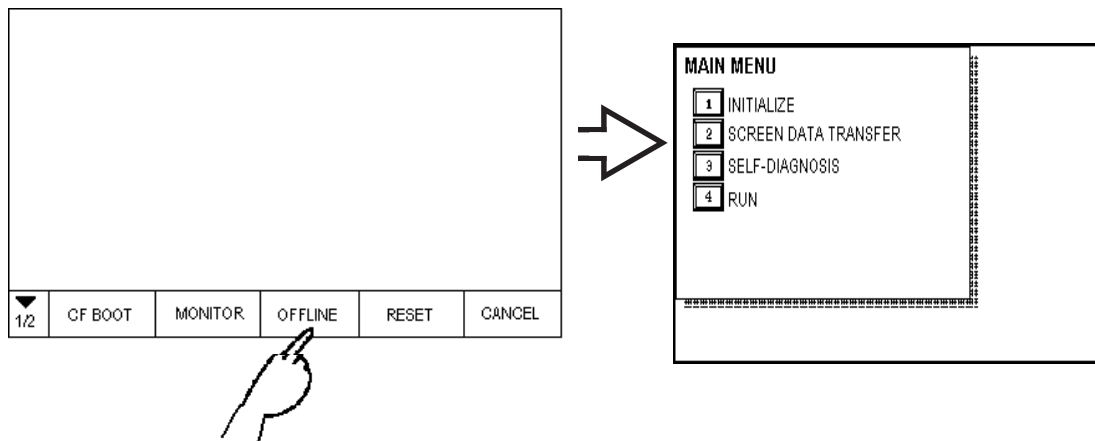 1/2
CF BOOT
MONITOR
OFFLINE
RESET
CANCEL
MAIN MENU
1 INITIALIZE
2 SCREEN DATA TRANSFER
3 SELF-DIAGNOSIS
4 RUN